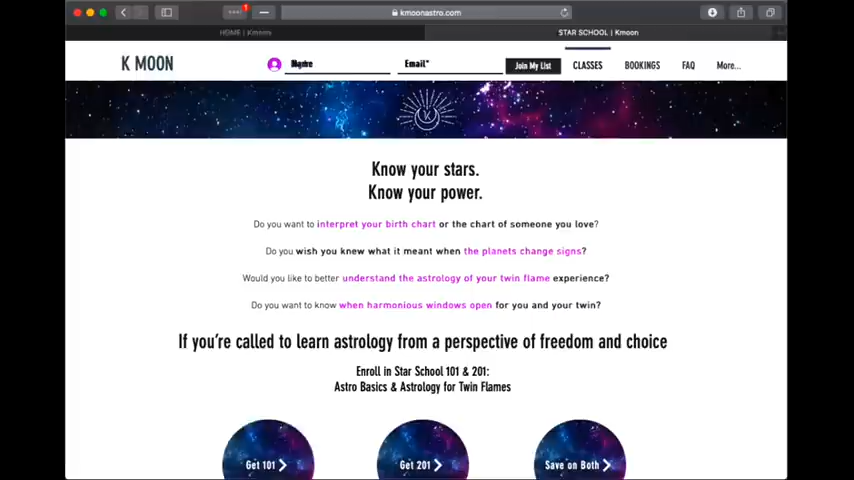 kmoonastro.com
HOME | Kmoon
STAR SCHOOL | Kmoon
K MOON
Email*
Join My List
CLASSES
BOOKINGS
FAQ
More...
Know your stars.
Know your power.
Do you want to interpret your birth chart or the chart of someone you love?
Do you wish you knew what it meant when the planets change signs?
Would you like to better understand the astrology of your twin flame experience?
Do you want to know when harmonious windows open for you and your twin?
If you're called to learn astrology from a perspective of freedom and choice
Enroll in Star School 101 & 201:
Astro Basics & Astrology for Twin Flames
Get 101
Get 201
Save on Both